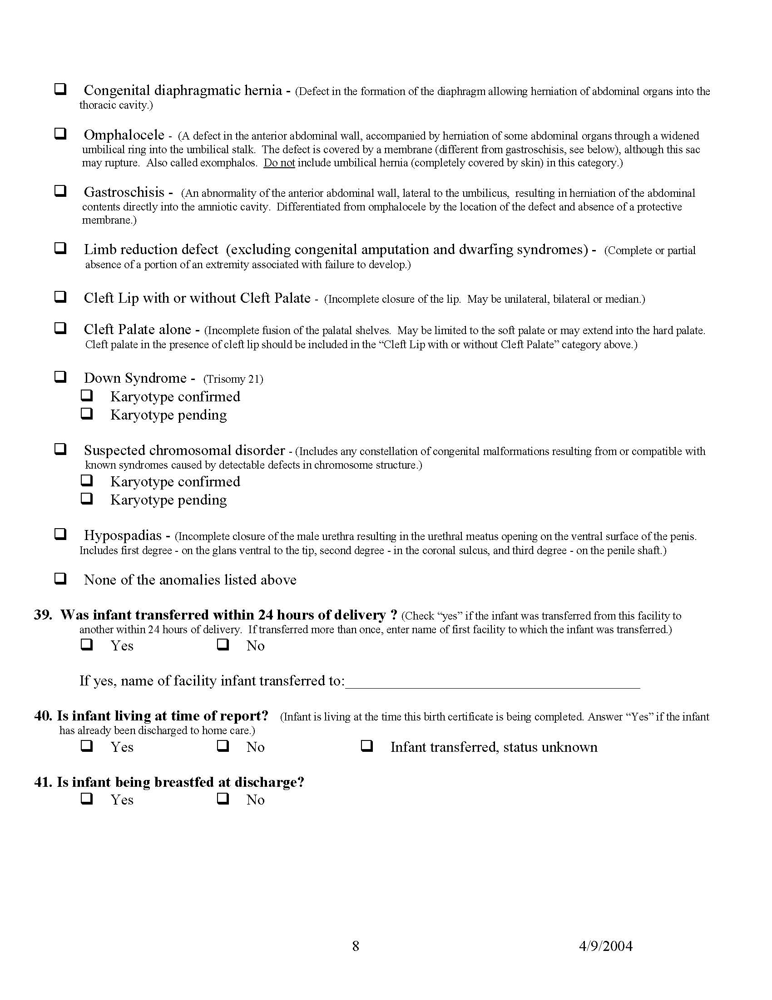 ❑ Congenital diaphragmatic hernia - (Defect in the formation of the diaphragm allowing herniation of abdominal organs into the
thoracic cavity.)
❑ Omphalocele - (A defect in the anterior abdominal wall, accompanied by herniation of some abdominal organs through a widened
umbilical ring into the umbilical stalk. The defect is covered by a membrane (different from gastroschisis, see below), although this sac
may rupture. Also called exomphalos. Do not include umbilical hernia (completely covered by skin) in this category.)
❑ Gastroschisis - (An abnormality of the anterior abdominal wall, lateral to the umbilicus, resulting in herniation of the abdominal
contents directly into the amniotic cavity. Differentiated from omphalocele by the location of the defect and absence of a protective
membrane.)
❑ Limb reduction defect (excluding congenital amputation and dwarfing syndromes) - (Complete or partial
absence of a portion of an extremity associated with failure to develop.)
❑ Cleft Lip with or without Cleft Palate - (Incomplete closure of the lip. May be unilateral, bilateral or median.)
❑ Cleft Palate alone - (Incomplete fusion of the palatal shelves. May be limited to the soft palate or may extend into the hard palate.
Cleft palate in the presence of cleft lip should be included in the “Cleft Lip with or without Cleft Palate” category above.)
❑ Down Syndrome - (Trisomy 21)
❑ Karyotype confirmed
❑ Karyotype pending
❑ Suspected chromosomal disorder - (Includes any constellation of congenital malformations resulting from or compatible with
known syndromes caused by detectable defects in chromosome structure.)
❑ Karyotype confirmed
❑ Karyotype pending
❑ Hypospadias - (Incomplete closure of the male urethra resulting in the urethral meatus opening on the ventral surface of the penis.
Includes first degree - on the glans ventral to the tip, second degree - in the coronal sulcus, and third degree - on the penile shaft.)
❑ None of the anomalies listed above
39. Was infant transferred within 24 hours of delivery ? (Check “yes” if the infant was transferred from this facility to
another within 24 hours of delivery. If transferred more than once, enter name of first facility to which the infant was transferred.)
❑ Yes ❑ No
If yes, name of facility infant transferred to:________________________________________
40. Is infant living at time of report? (Infant is living at the time this birth certificate is being completed. Answer “Yes” if the infant
has already been discharged to home care.)
❑ Yes ❑ No ❑ Infant transferred, status unknown
41. Is infant being breastfed at discharge?
❑ Yes ❑ No
8 4/9/2004